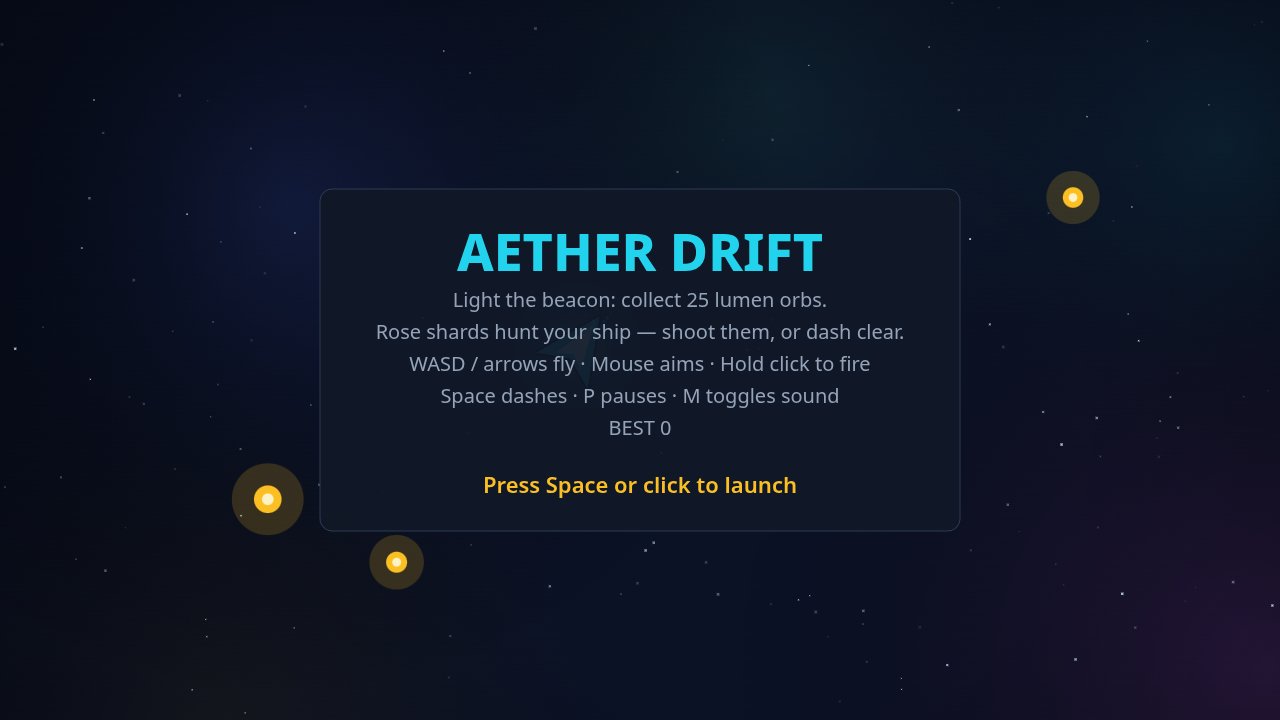 AETHER DRIFT
Light the beacon: collect 25 lumen orbs.
Rose shards hunt your ship — shoot them, or dash clear.
WASD / arrows fly · Mouse aims · Hold click to fire
Space dashes · P pauses · M toggles sound
BEST 0
Press Space or click to launch